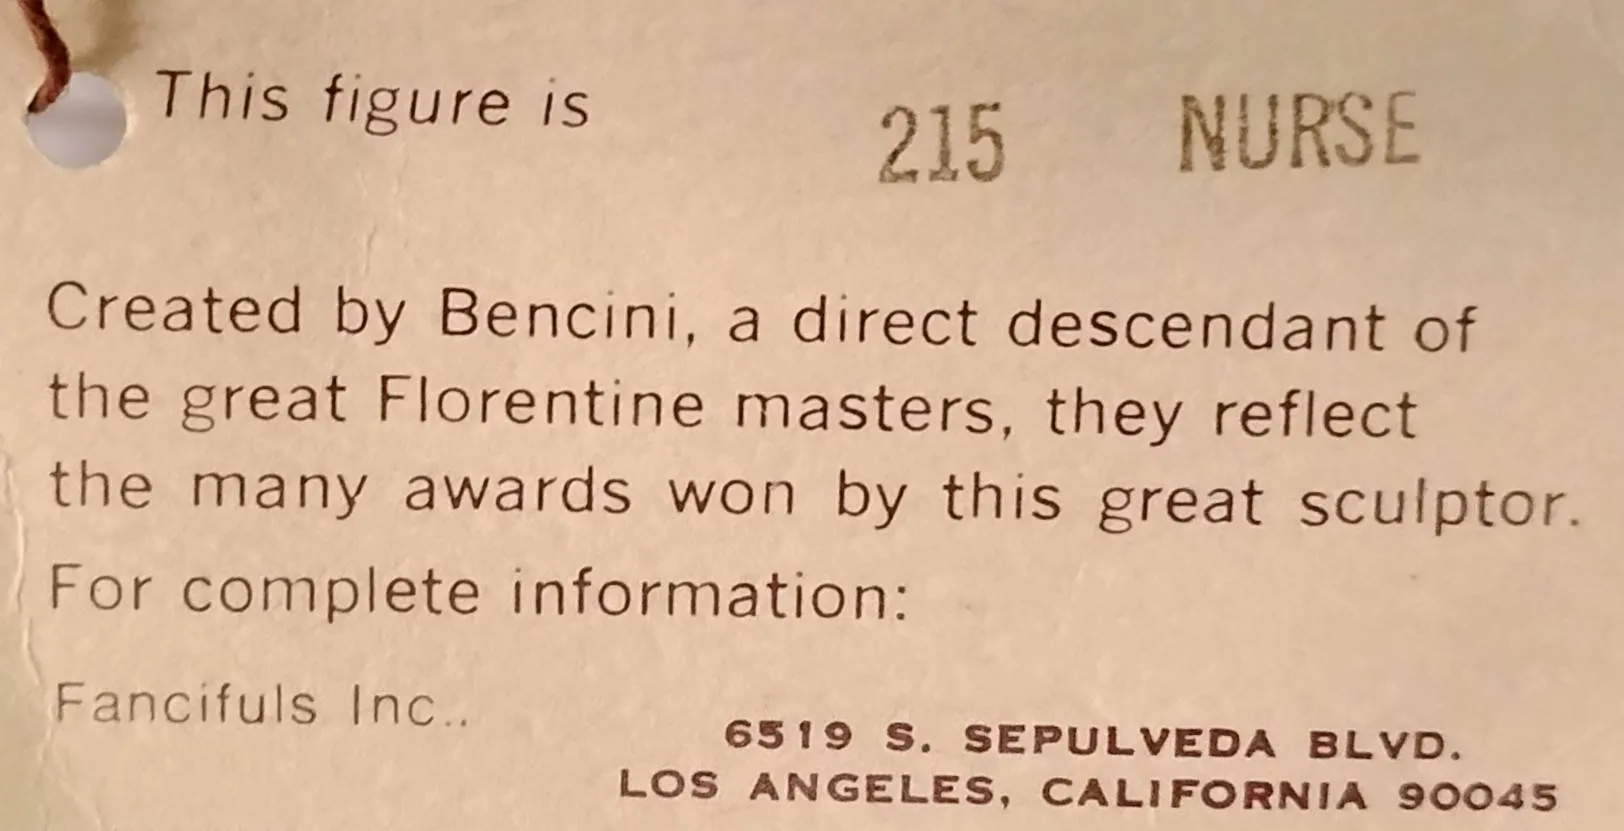 This figure is 215 NURSE
Created by Bencini, a direct descendant of
the great Florentine masters, they reflect
the many awards won by this great sculptor.
For complete information:
Fancifuls Inc..
6519 S. SEPULVEDA BLVD.
LOS ANGELES, CALIFORNIA 90045